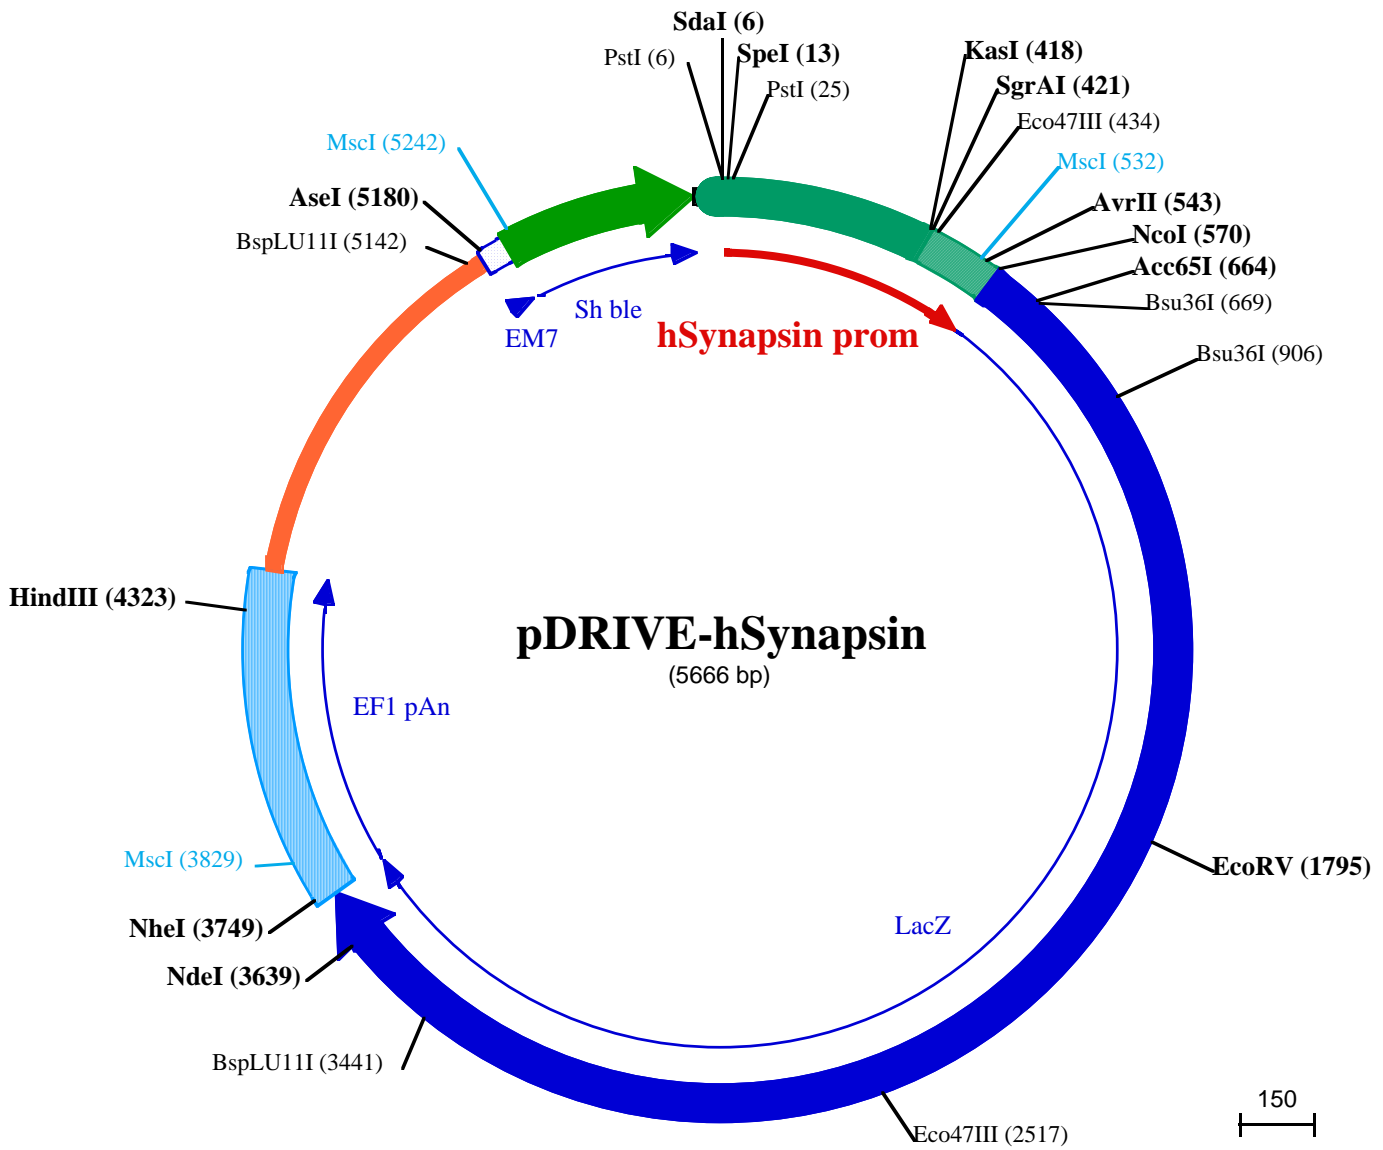 SdaI (6)
PstI (6)
SpeI (13)
PstI (25)
KasI (418)
SgrAI (421)
Eco47III (434)
MscI (532)
AvrII (543)
NcoI (570)
Acc65I (664)
Bsu36I (669)
Bsu36I (906)
MscI (5242)
AseI (5180)
BspLU11I (5142)
Sh ble
EM7
hSynapsin prom
HindIII (4323)
pDRIVE-hSynapsin
(5666 bp)
EF1 pAn
MscI (3829)
NheI (3749)
NdeI (3639)
BspLU11I (3441)
LacZ
EcoRV (1795)
Eco47III (2517)
150